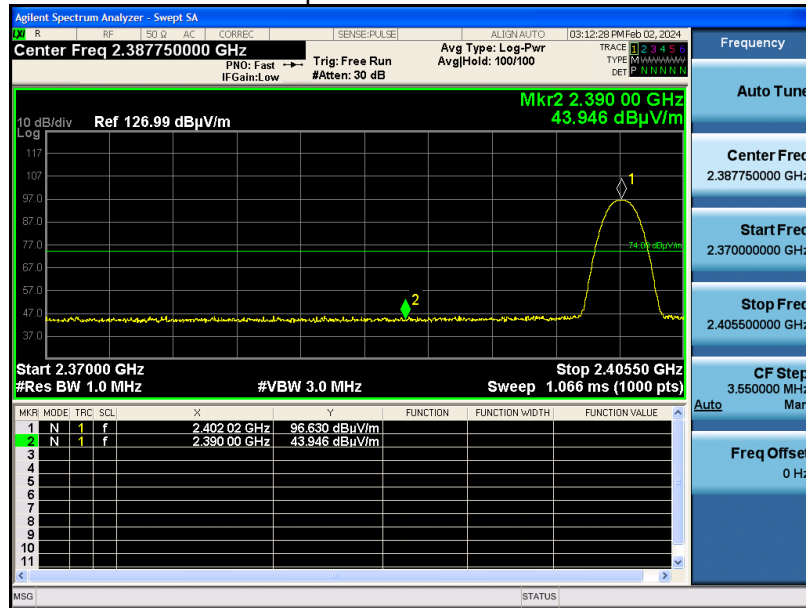 Agilent Spectrum Analyzer - Swept SA
LXI R RF 50 Ω AC CORREC SENSE:PULSE ALIGN AUTO 03:12:28 PM Feb 02, 2024
Center Freq 2.387750000 GHz
PNO: Fast
IFGain:Low
Trig: Free Run
#Atten: 30 dB
Avg Type: Log-Pwr
Avg|Hold: 100/100
TRACE 1 2 3 4 5 6
TYPE M WWWWW
DET P N N N N N
Mkr2 2.390 00 GHz
43.946 dBµV/m
10 dB/div Ref 126.99 dBµV/m
Log
117
107
97.0
87.0
77.0
67.0
57.0
47.0
37.0
1
74.00 dBµV/m
2
Start 2.37000 GHz Stop 2.40550 GHz
#Res BW 1.0 MHz #VBW 3.0 MHz Sweep 1.066 ms (1000 pts)
MKR MODE TRC SCL X Y FUNCTION FUNCTION WIDTH FUNCTION VALUE
1 N 1 f 2.402 02 GHz 96.630 dBµV/m
2 N 1 f 2.390 00 GHz 43.946 dBµV/m
3
4
5
6
7
8
9
10
11
MSG STATUS
Frequency
Auto Tune
Center Freq
2.387750000 GHz
Start Freq
2.370000000 GHz
Stop Freq
2.405500000 GHz
CF Step
3.550000 MHz
Auto Man
Freq Offset
0 Hz